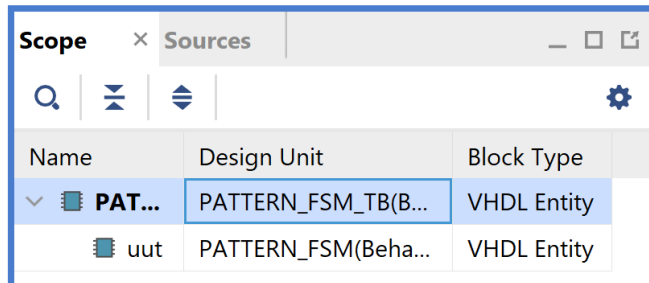 Scope × Sources
Name Design Unit Block Type
PAT... PATTERN_FSM_TB(B... VHDL Entity
uut PATTERN_FSM(Beha... VHDL Entity